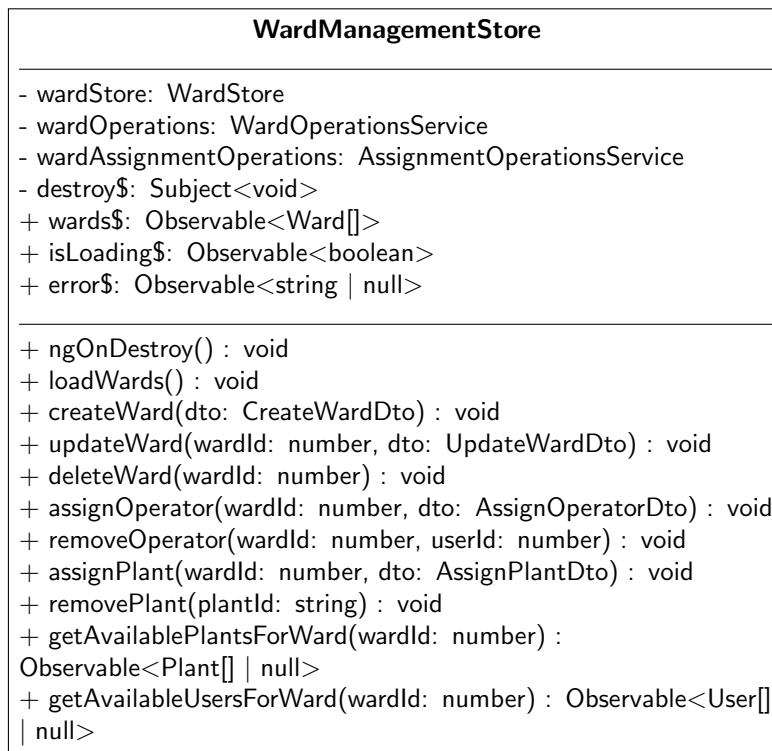 WardManagementStore
- wardStore: WardStore
- wardOperations: WardOperationsService
- wardAssignmentOperations: AssignmentOperationsService
- destroy$: Subject<void>
+ wards$: Observable<Ward[]>
+ isLoading$: Observable<boolean>
+ error$: Observable<string | null>
+ ngOnDestroy() : void
+ loadWards() : void
+ createWard(dto: CreateWardDto) : void
+ updateWard(wardId: number, dto: UpdateWardDto) : void
+ deleteWard(wardId: number) : void
+ assignOperator(wardId: number, dto: AssignOperatorDto) : void
+ removeOperator(wardId: number, userId: number) : void
+ assignPlant(wardId: number, dto: AssignPlantDto) : void
+ removePlant(plantId: string) : void
+ getAvailablePlantsForWard(wardId: number) :
Observable<Plant[] | null>
+ getAvailableUsersForWard(wardId: number) : Observable<User[]
| null>